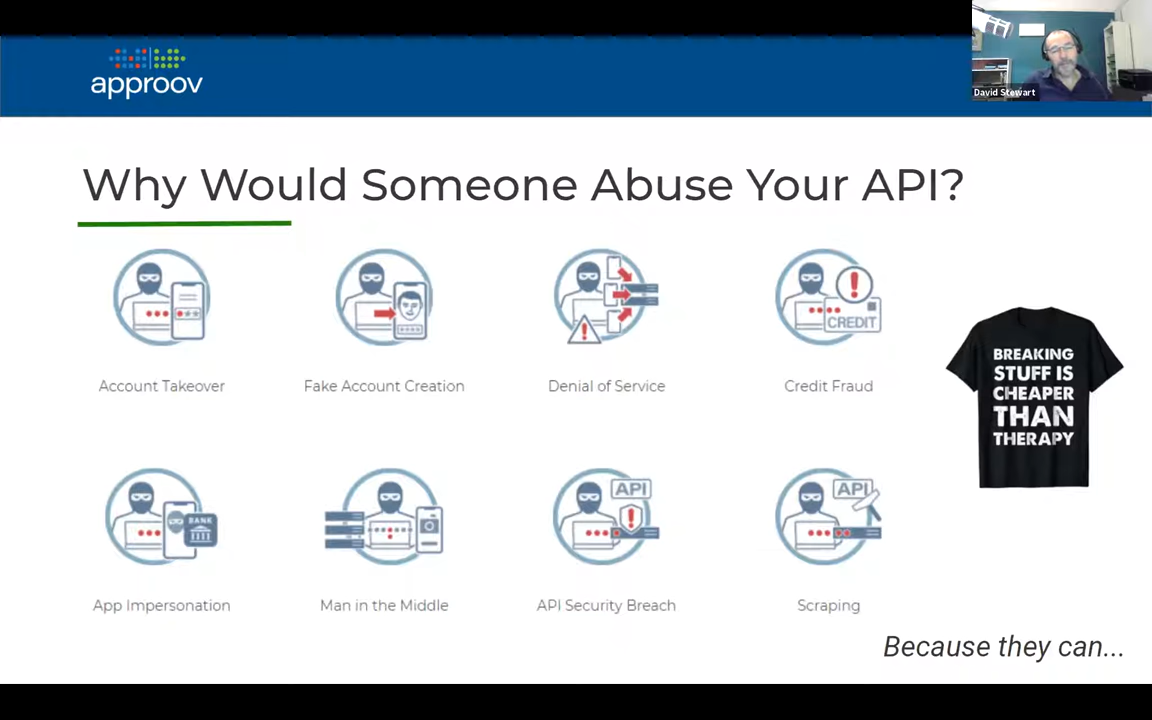 approov
David Stewart
Why Would Someone Abuse Your API?
CREDIT
Account Takeover
Fake Account Creation
Denial of Service
Credit Fraud
BREAKING
STUFF IS
CHEAPER
THAN
THERAPY
BANK
API
API
App Impersonation
Man in the Middle
API Security Breach
Scraping
Because they can...